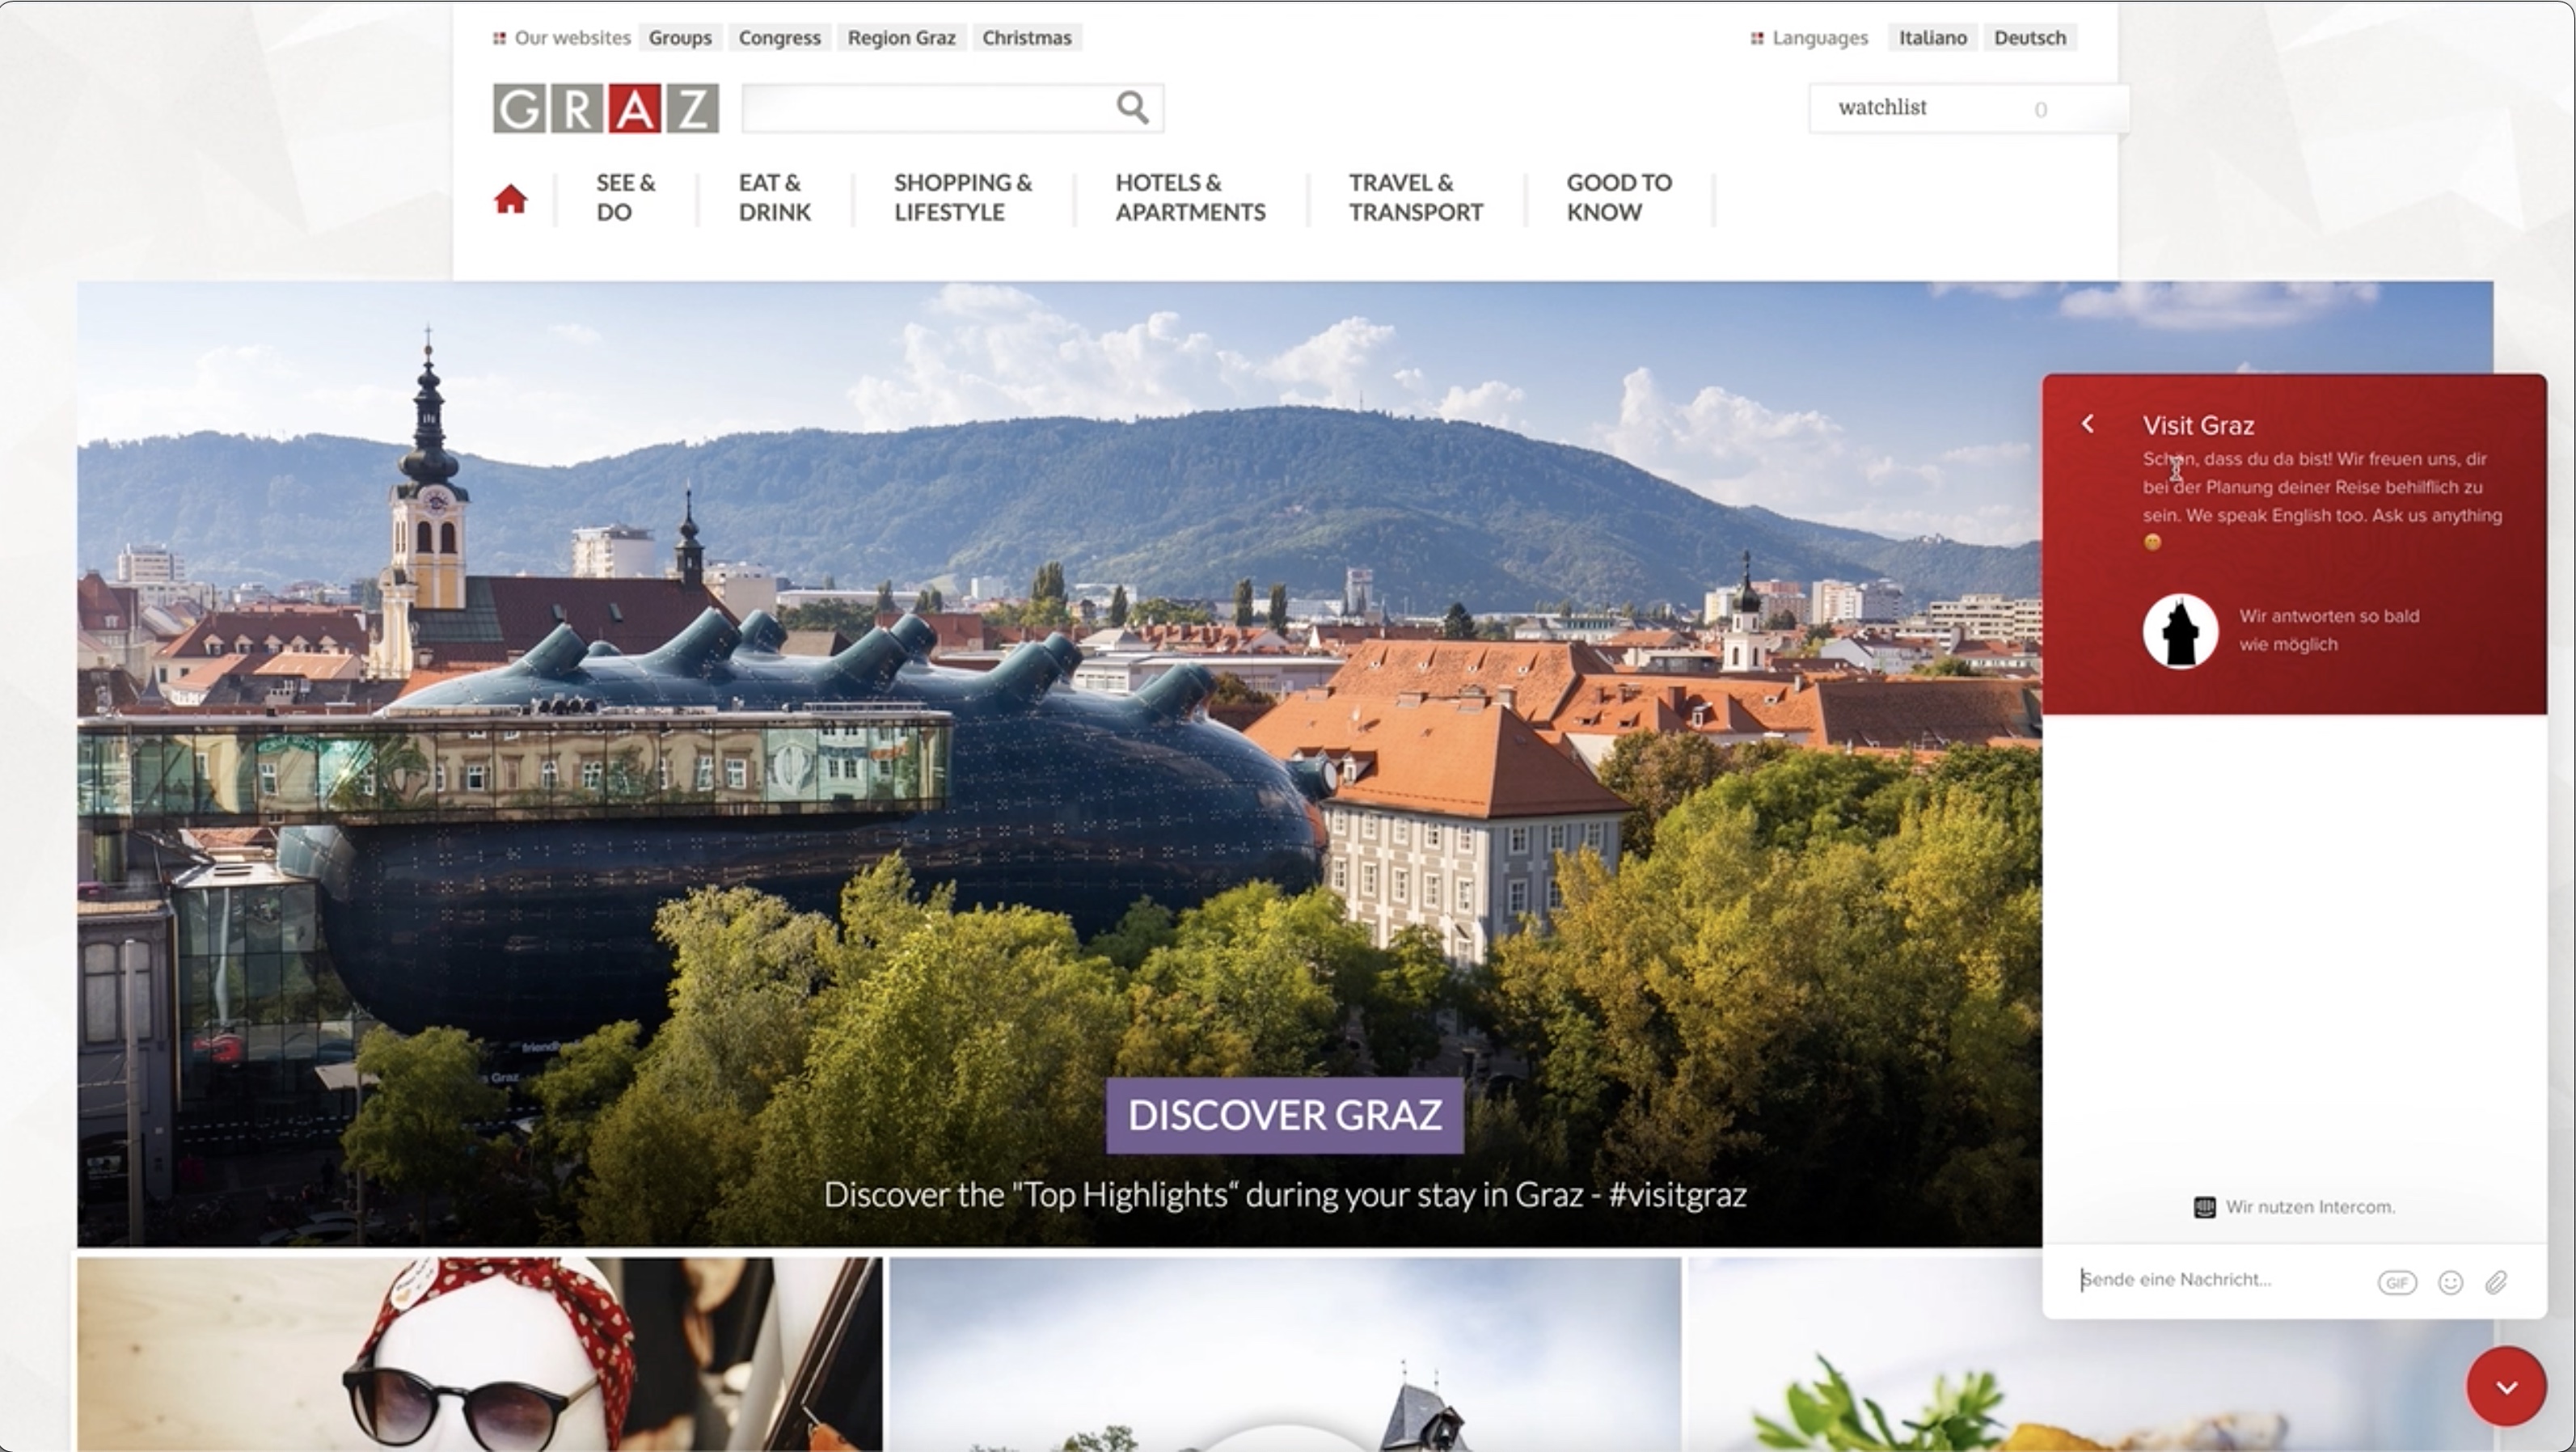 Our websites Groups Congress Region Graz Christmas
Languages Italiano Deutsch
GRAZ
watchlist 0
SEE &
DO
EAT &
DRINK
SHOPPING &
LIFESTYLE
HOTELS &
APARTMENTS
TRAVEL &
TRANSPORT
GOOD TO
KNOW
Visit Graz
Schön, dass du da bist! Wir freuen uns, dir
bei der Planung deiner Reise behilflich zu
sein. We speak English too. Ask us anything
Wir antworten so bald
wie möglich
Graz
DISCOVER GRAZ
Discover the "Top Highlights“ during your stay in Graz - #visitgraz
Wir nutzen Intercom.
Sende eine Nachricht...
GIF